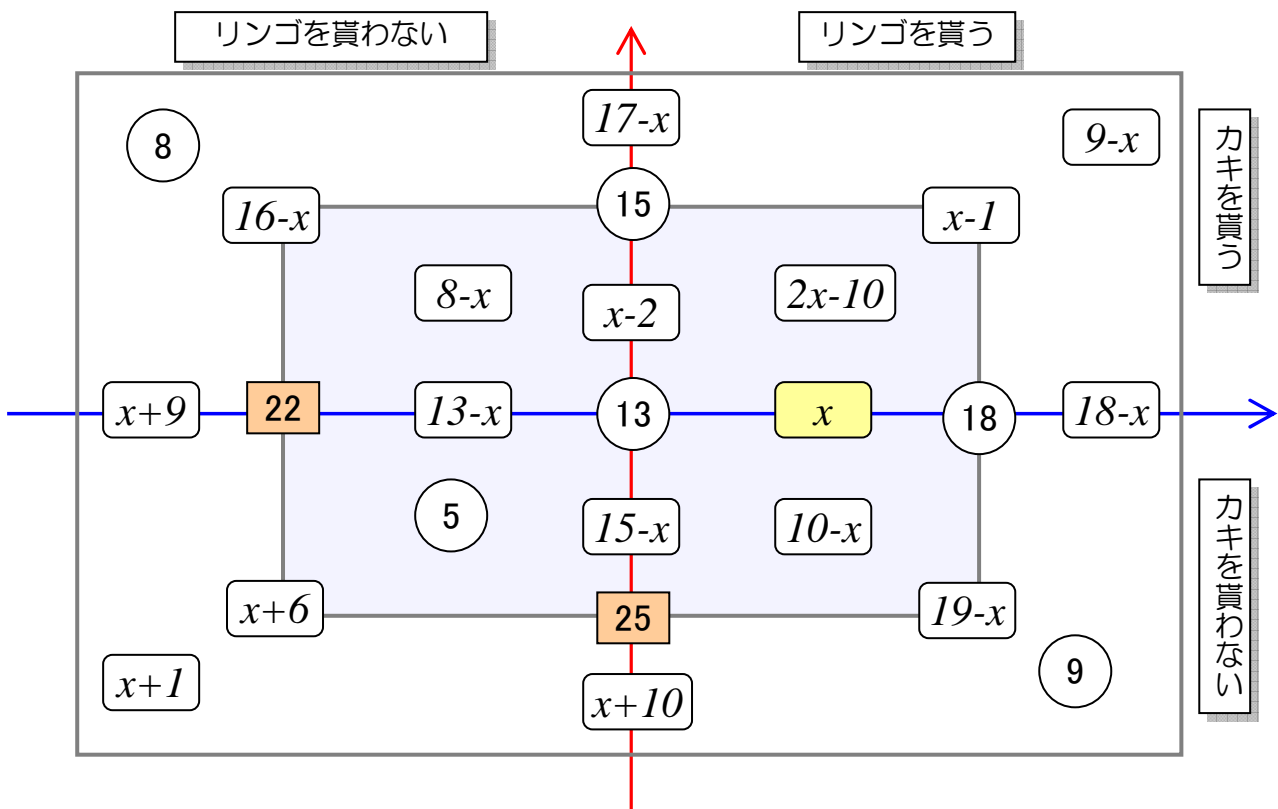 リンゴを貰わない
リンゴを貰う
17-x
8
9-x
カキを貰う
16-x
15
x-1
8-x
x-2
2x-10
x+9
22
13-x
13
x
18
18-x
5
15-x
10-x
カキを貰わない
x+6
25
19-x
x+1
x+10
9